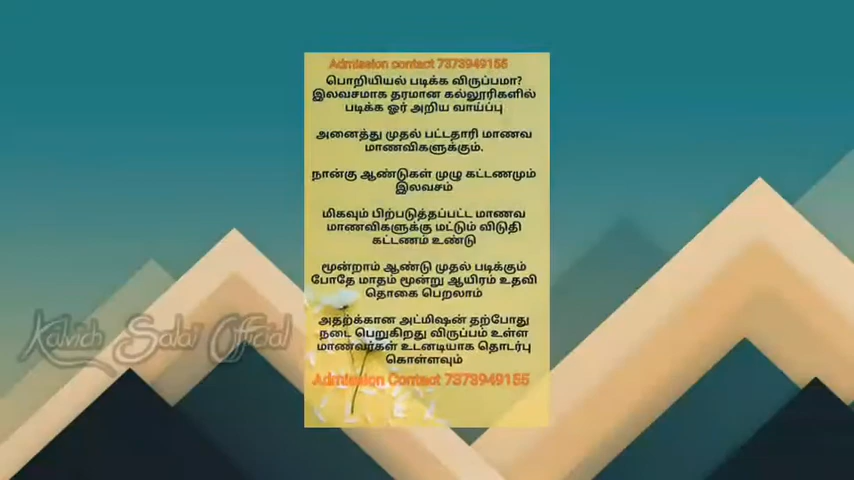 Admission contact 7373949155
பொறியியல் படிக்க விருப்பமா?
இலவசமாக தரமான கல்லூரிகளில்
படிக்க ஓர் அறிய வாய்ப்பு
அனைத்து முதல் பட்டதாரி மாணவ
மாணவிகளுக்கும்.
நான்கு ஆண்டுகள் முழு கட்டணமும்
இலவசம்
மிகவும் பிற்படுத்தப்பட்ட மாணவ
மாணவிகளுக்கு மட்டும் விடுதி
கட்டணம் உண்டு
மூன்றாம் ஆண்டு முதல் படிக்கும்
போதே மாதம் மூன்று ஆயிரம் உதவி
தொகை பெறலாம்
அதற்க்கான அட்மிஷன் தற்போது
நடை பெறுகிறது விருப்பம் உள்ள
மாணவர்கள் உடனடியாக தொடர்பு
கொள்ளவும்
Admission Contact 7373949155
Kalvich Salai Official